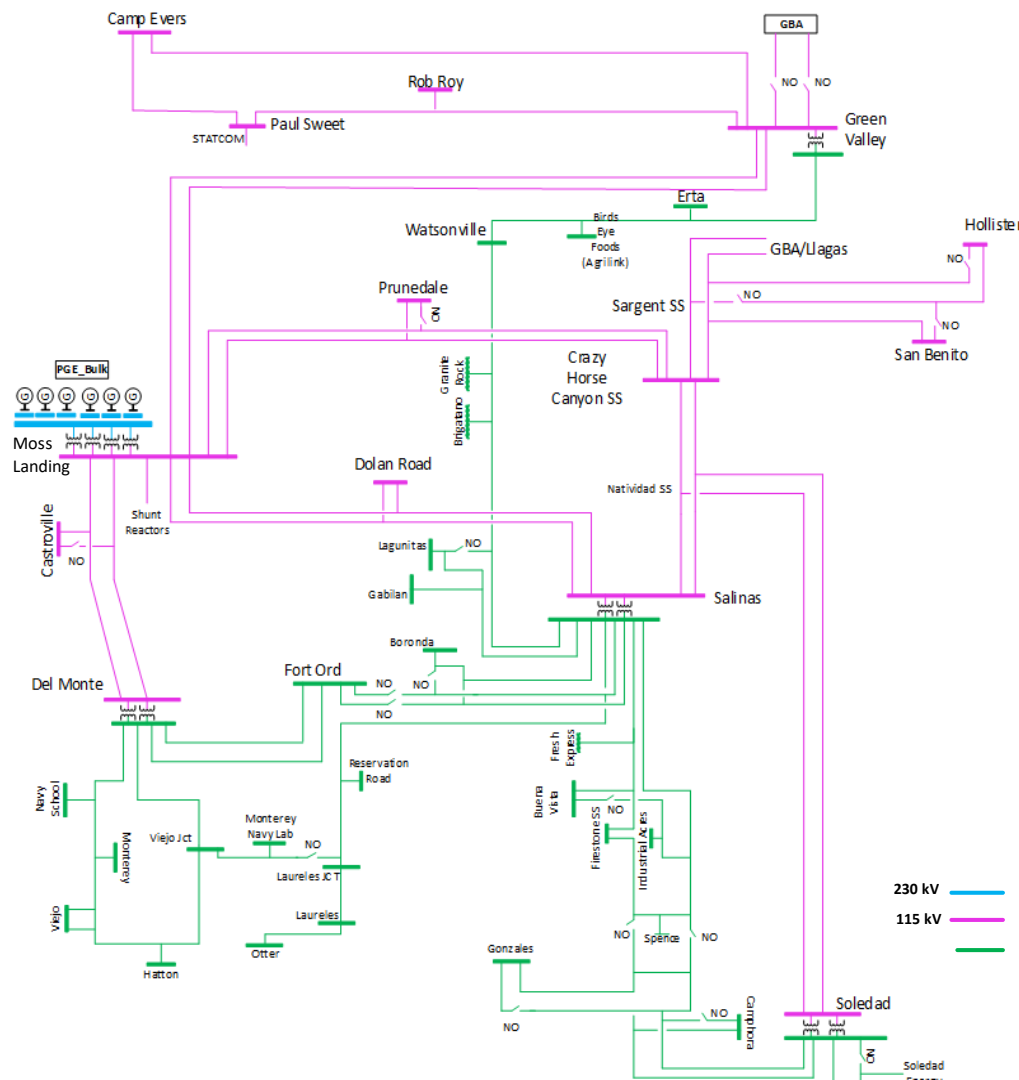 Camp Evers
GBA
NO
NO
Rob Roy
Paul Sweet
STATCOM
Green
Valley
Erta
Birds
Eye
Foods
(Agrilink)
Watsonville
Hollister
GBA/Llagas
NO
NO
Sargent SS
Prunedale
NO
NO
San Benito
Crazy
Horse
Canyon SS
PGE_Bulk
G
G
G
G
G
G
Granite
Rock
Brigatano
Moss
Landing
Dolan Road
Natividad SS
Shunt
Reactors
Castroville
NO
Lagunitas
NO
Gabilan
Salinas
Boronda
Fort Ord
NO
NO
NO
Del Monte
Reservation
Road
Fresh
Express
Navy
School
Buena
Vista
NO
Firestone SS
Industrial Acres
Monterey
Navy Lab
Viejo Jct
NO
Monterey
Laureles JCT
230 kV
115 kV
Viejo
Laureles
Otter
Hatton
NO
Spence
NO
Gonzales
NO
NO
Camphora
Soledad
NO
Soledad